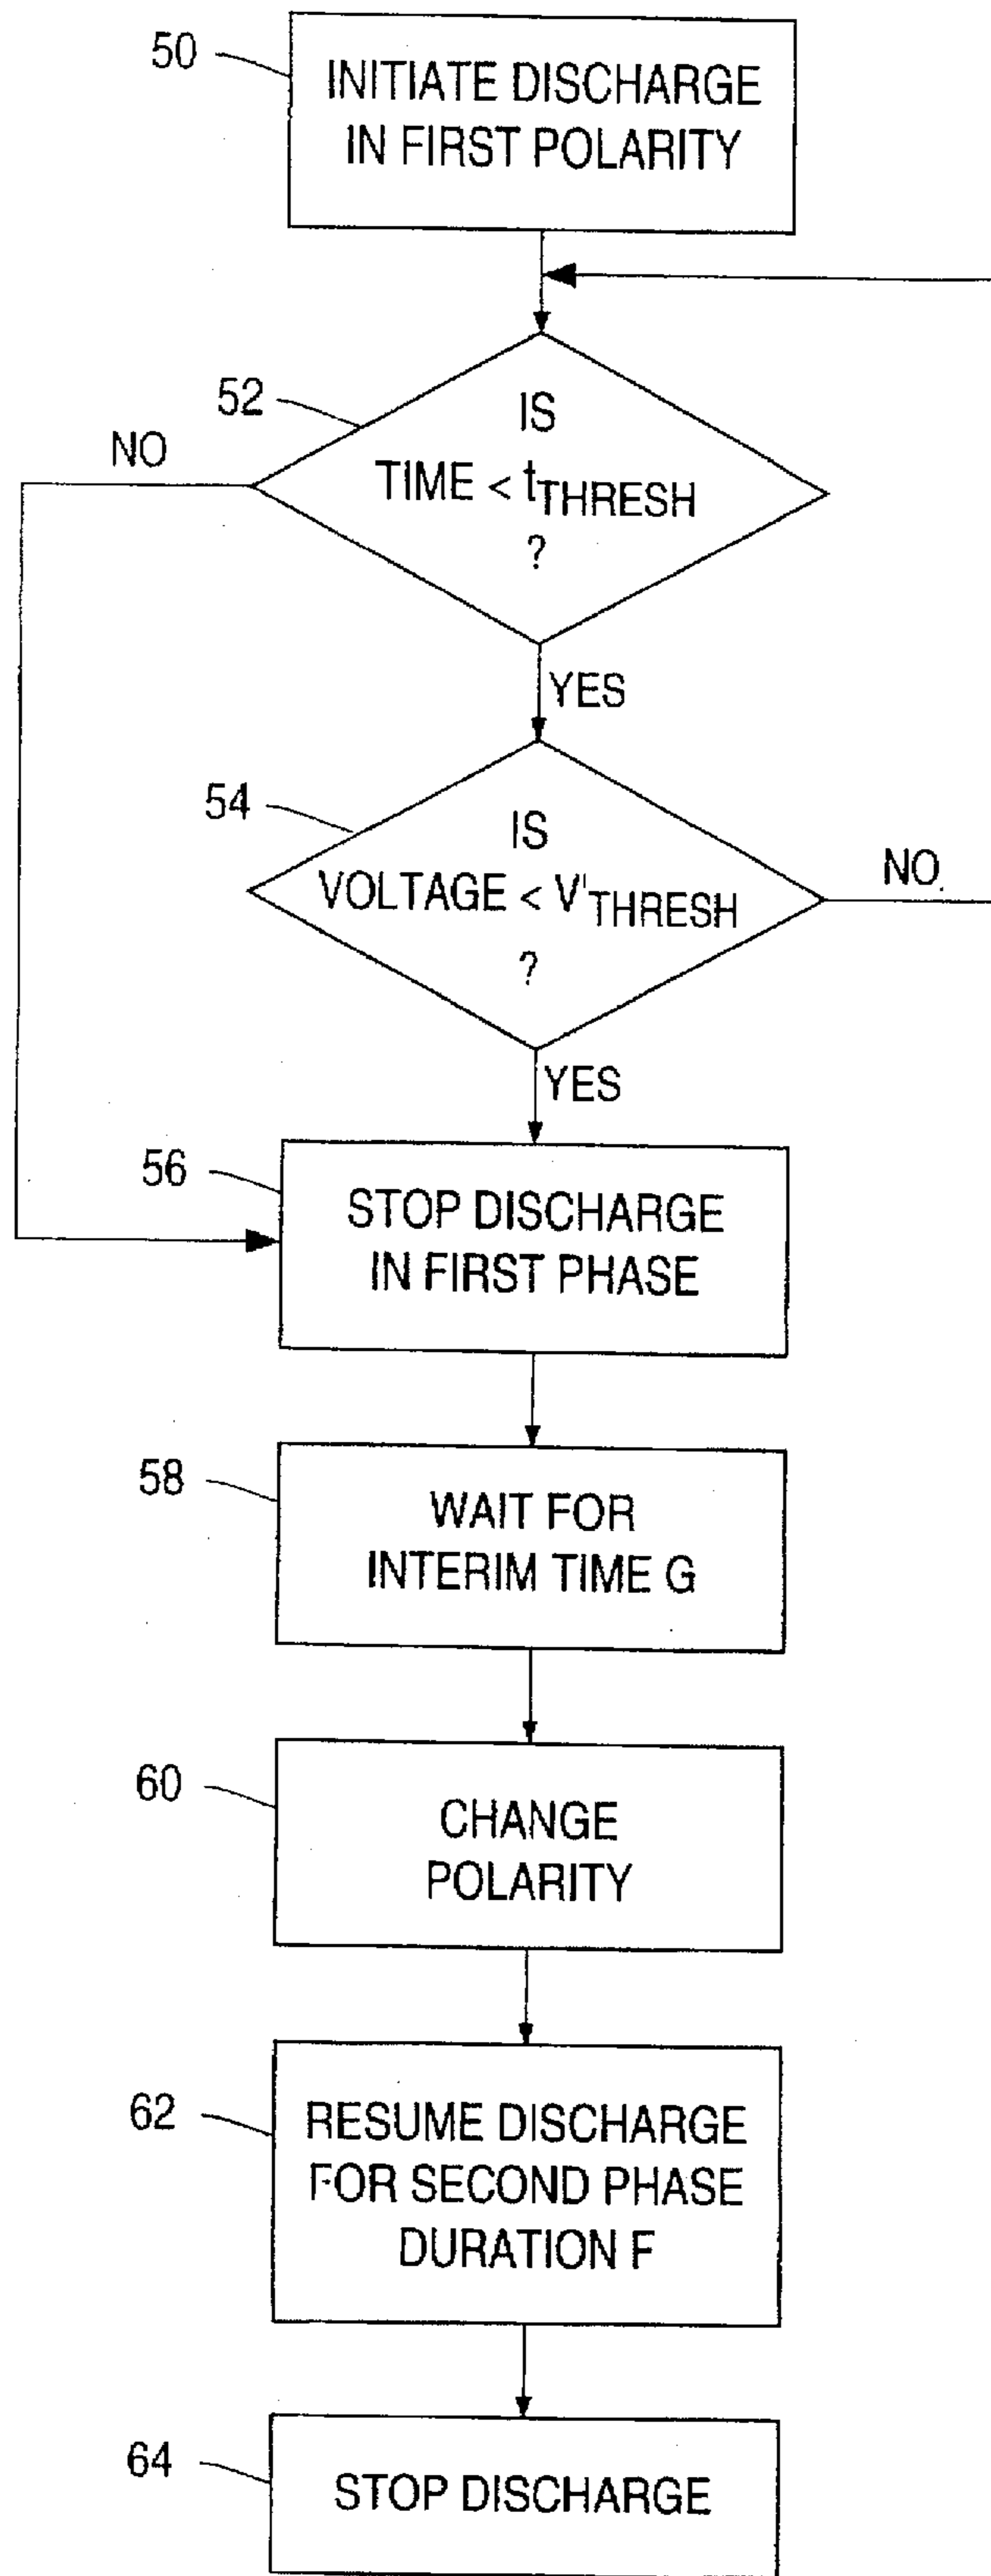 50
INITIATE DISCHARGE
IN FIRST POLARITY
52
IS
TIME < tTHRESH
?
NO
YES
54
IS
VOLTAGE < V'THRESH
?
NO
YES
56
STOP DISCHARGE
IN FIRST PHASE
58
WAIT FOR
INTERIM TIME G
60
CHANGE
POLARITY
62
RESUME DISCHARGE
FOR SECOND PHASE
DURATION F
64
STOP DISCHARGE